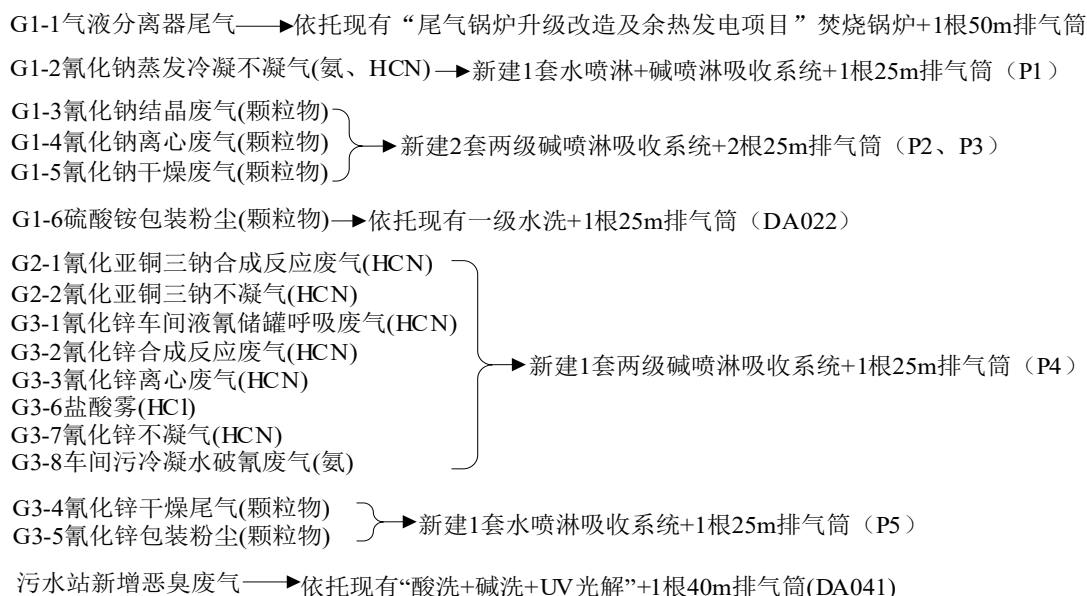 G1-1气液分离器尾气 依托现有“尾气锅炉升级改造及余热发电项目”焚烧锅炉+1根50m排气筒
G1-2氰化钠蒸发冷凝不凝气(氨、HCN) 新建1套水喷淋+碱喷淋吸收系统+1根25m排气筒（P1）
G1-3氰化钠结晶废气(颗粒物)
G1-4氰化钠离心废气(颗粒物)
G1-5氰化钠干燥废气(颗粒物)
新建2套两级碱喷淋吸收系统+2根25m排气筒（P2、P3）
G1-6硫酸铵包装粉尘(颗粒物) 依托现有一级水洗+1根25m排气筒（DA022）
G2-1氰化亚铜三钠合成反应废气(HCN)
G2-2氰化亚铜三钠不凝气(HCN)
G3-1氰化锌车间液氰储罐呼吸废气(HCN)
G3-2氰化锌合成反应废气(HCN)
G3-3氰化锌离心废气(HCN)
G3-6盐酸雾(HCl)
G3-7氰化锌不凝气(HCN)
G3-8车间污冷凝水破氰废气(氨)
新建1套两级碱喷淋吸收系统+1根25m排气筒（P4）
G3-4氰化锌干燥尾气(颗粒物)
G3-5氰化锌包装粉尘(颗粒物)
新建1套水喷淋吸收系统+1根25m排气筒（P5）
污水站新增恶臭废气 依托现有“酸洗+碱洗+UV光解”+1根40m排气筒(DA041)